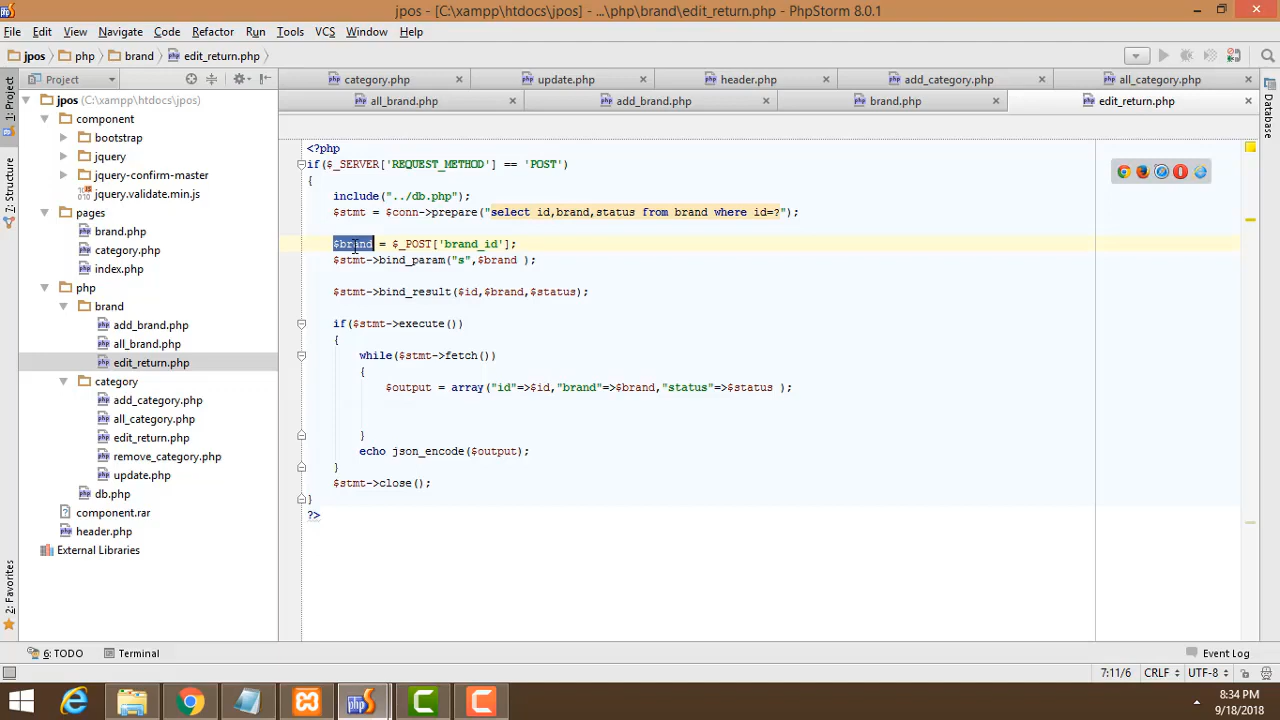 jpos - [C:\xampp\htdocs\jpos] - ...\php\brand\edit_return.php - PhpStorm 8.0.1
File Edit View Navigate Code Refactor Run Tools VCS Window Help
jpos php brand edit_return.php
Project
category.php update.php header.php add_category.php all_category.php
all_brand.php add_brand.php brand.php edit_return.php
1: Project
7: Structure
2: Favorites
Database
jpos (C:\xampp\htdocs\jpos)
component
bootstrap
jquery
jquery-confirm-master
jquery.validate.min.js
pages
brand.php
category.php
index.php
php
brand
add_brand.php
all_brand.php
edit_return.php
category
add_category.php
all_category.php
edit_return.php
remove_category.php
update.php
db.php
component.rar
header.php
External Libraries
<?php
if($_SERVER['REQUEST_METHOD'] == 'POST')
{
include("../db.php");
$stmt = $conn->prepare("select id,brand,status from brand where id=?");
$brand = $_POST['brand_id'];
$stmt->bind_param("s",$brand );
$stmt->bind_result($id,$brand,$status);
if($stmt->execute())
{
while($stmt->fetch())
{
$output = array("id"=>$id,"brand"=>$brand,"status"=>$status );
}
echo json_encode($output);
}
$stmt->close();
}
?>
6: TODO Terminal Event Log
7:11/6 CRLF UTF-8
8:34 PM
9/18/2018